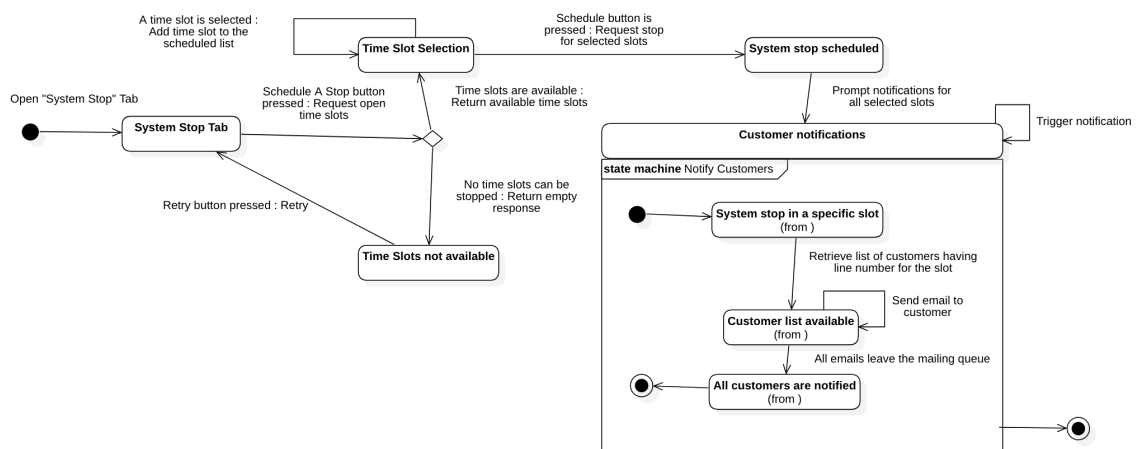 A time slot is selected :
Add time slot to the
scheduled list
Time Slot Selection
Schedule button is
pressed : Request stop
for selected slots
System stop scheduled
Open "System Stop" Tab
Schedule A Stop button
pressed : Request open
time slots
Time slots are available :
Return available time slots
Prompt notifications for
all selected slots
System Stop Tab
Customer notifications
Trigger notification
No time slots can be
stopped : Return empty
response
Retry button pressed : Retry
Time Slots not available
state machine Notify Customers
System stop in a specific slot
(from )
Retrieve list of customers having
line number for the slot
Customer list available
(from )
Send email to
customer
All emails leave the mailing queue
All customers are notified
(from )